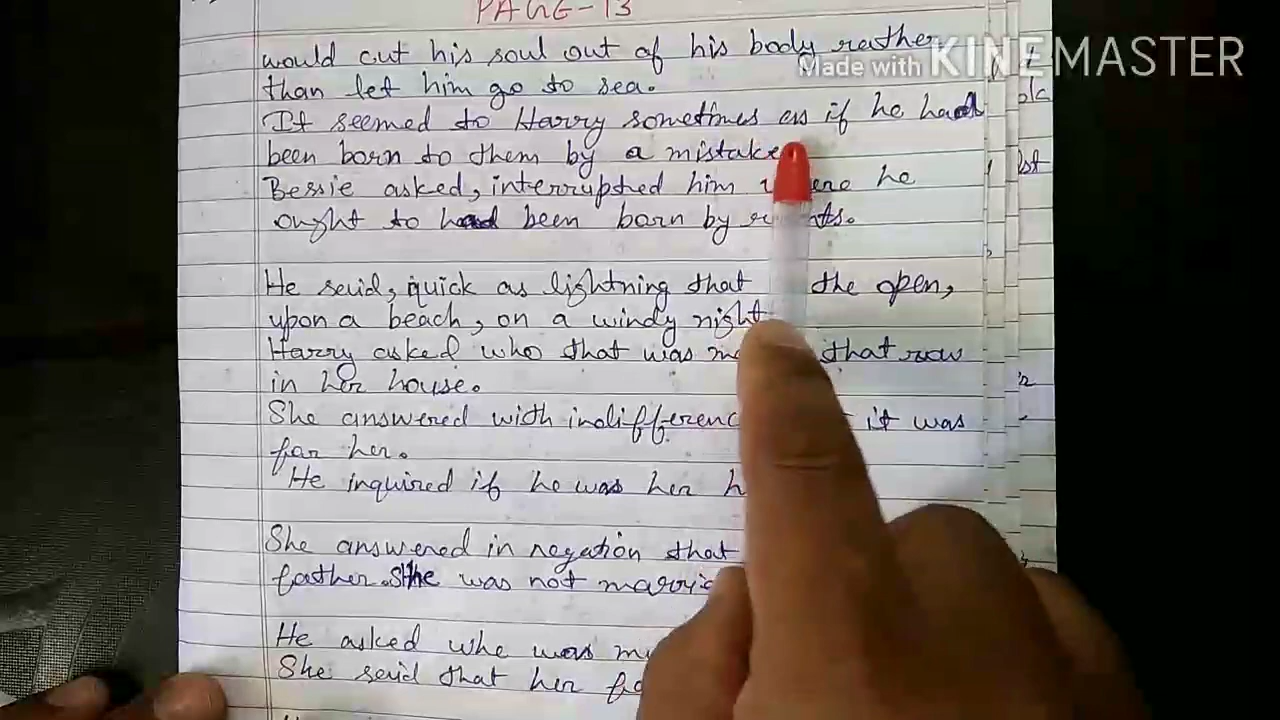 PAGE-13
would cut his soul out of his body rather
than let him go to sea.
It seemed to Harry sometimes as if he had
been born to them by a mistake
Bessie asked, interrupted him he
ought to had been born by
He said, quick as lightning that the open,
upon a beach, on a windy night
Harry asked who that was that row
in her house.
She answered with it was
far her.
He inquired if he was her
She answered in negation that
father. She was not
He asked who was
She said that her
Made with KINEMASTER